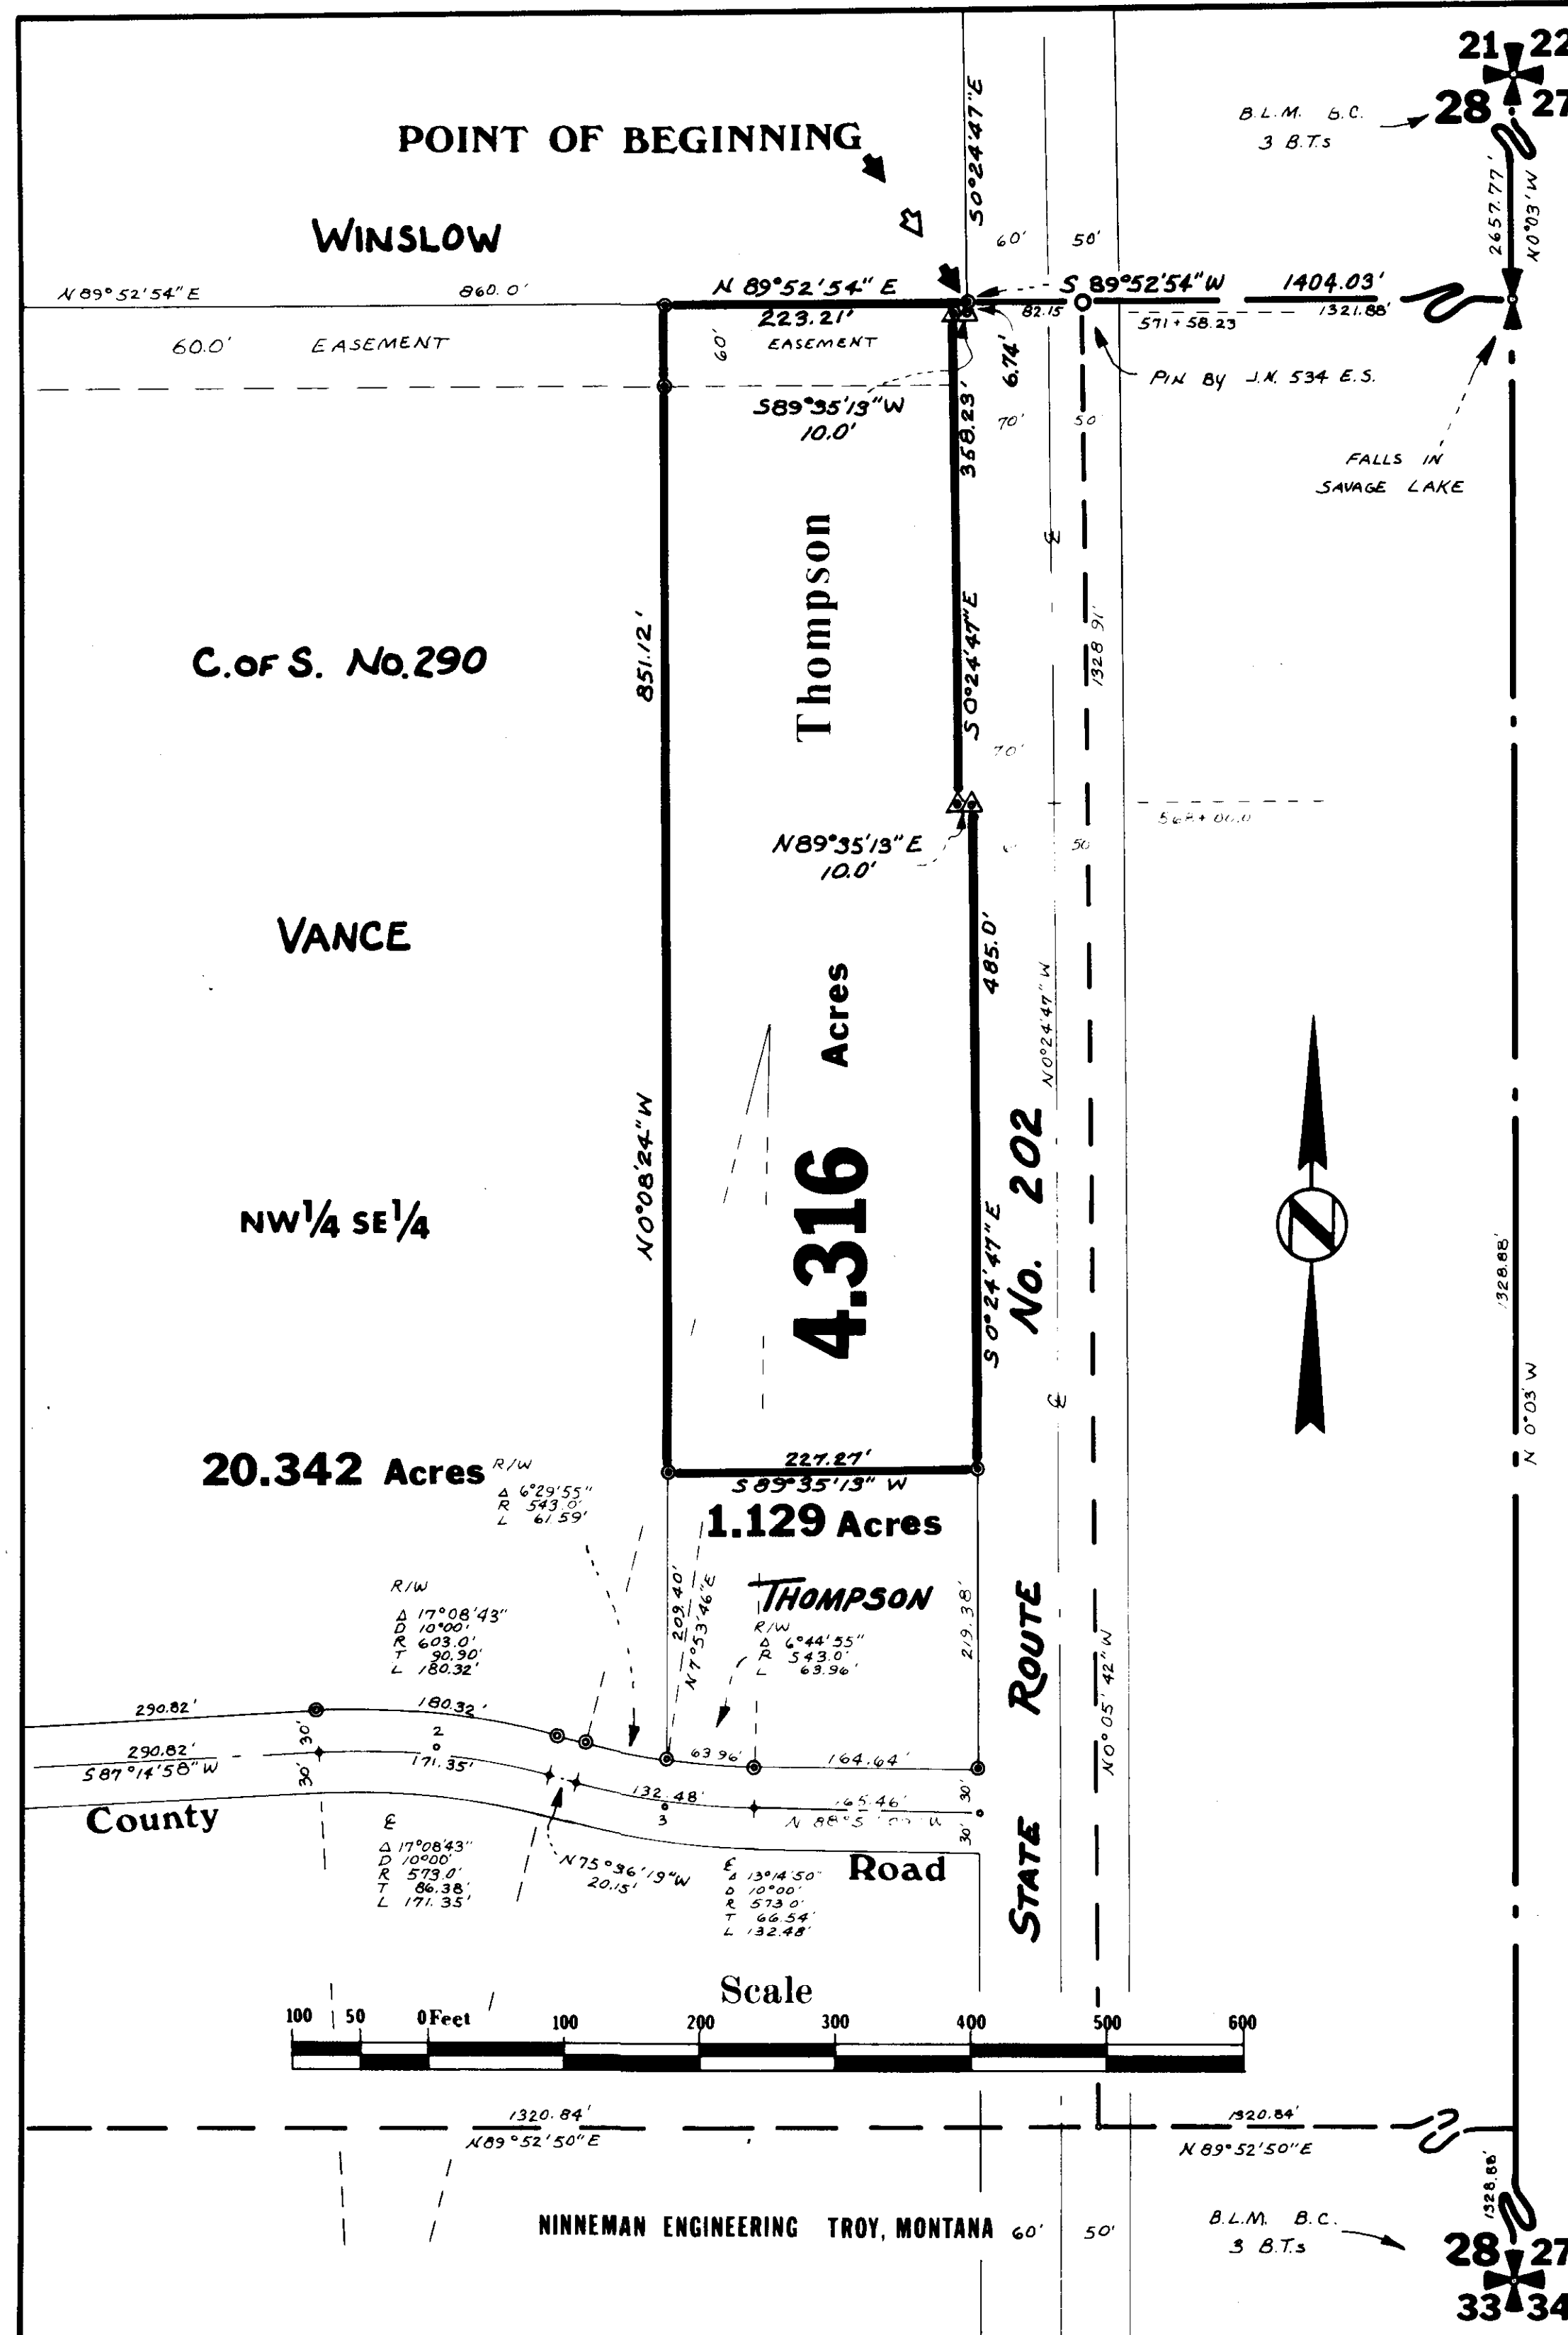 21 22
28 27
B.L.M. B.C.
3 B.T.s
POINT OF BEGINNING
S0°24'47"E
2657.77'
N0°03'W
WINSLOW
60' 50'
N 89°52'54" E 860.0'
N 89°52'54" E
223.21'
S 89°52'54" W 1404.03'
82.15 571+58.23 1321.88'
60.0' EASEMENT
60'
EASEMENT
6.74'
PIN BY J.N. 534 E.S.
S89°35'13"W
10.0'
358.23'
70' 50'
FALLS IN
SAVAGE LAKE
Thompson
851.12'
S0°24'47"E
1328.91'
C. OF S. No. 290
70'
568+00.0
N89°35'13"E
10.0'
50
VANCE
485.0'
4.316 Acres
N0°24'47"W
N0°08'24"W
No. 202
S0°24'47"E
NW 1/4 SE 1/4
N
1328.88'
N 0°03'W
20.342 Acres
R/W
Δ 6°29'55"
R 543.0'
L 61.59'
227.27'
S 89°35'13" W
1.129 Acres
THOMPSON
209.40'
N7°53'46"E
219.38'
R/W
Δ 17°08'43"
D 10°00'
R 603.0'
T 90.90'
L 180.32'
R/W
Δ 6°44'55"
R 543.0'
L 63.96'
STATE ROUTE
N0°05'42"W
290.82' 180.32'
30' 2
290.82' 171.35'
S87°14'58"W
30'
63.96' 164.64'
132.48' 165.46'
3
30'
30'
County
Road
℄
Δ 17°08'43"
D 10°00'
R 573.0'
T 86.38'
L 171.35'
N75°36'19"W
20.15'
℄
Δ 13°14'50"
D 10°00'
R 573.0'
T 66.54'
L 132.48'
Scale
100 50 0 Feet 100 200 300 400 500 600
1320.84'
N89°52'50"E
1320.84'
N 89°52'50"E
1328.88'
NINNEMAN ENGINEERING TROY, MONTANA
60' 50'
B.L.M. B.C.
3 B.T.s
28 27
33 34